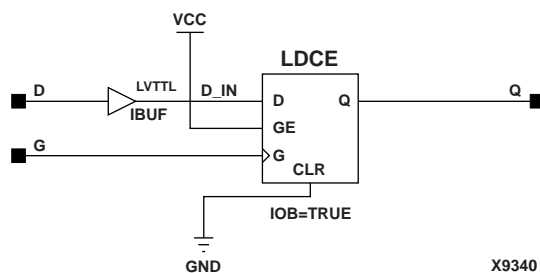 VCC
LDCE
D
LVTTL
D_IN
IBUF
D
Q
Q
GE
G
G
CLR
IOB=TRUE
GND
X9340